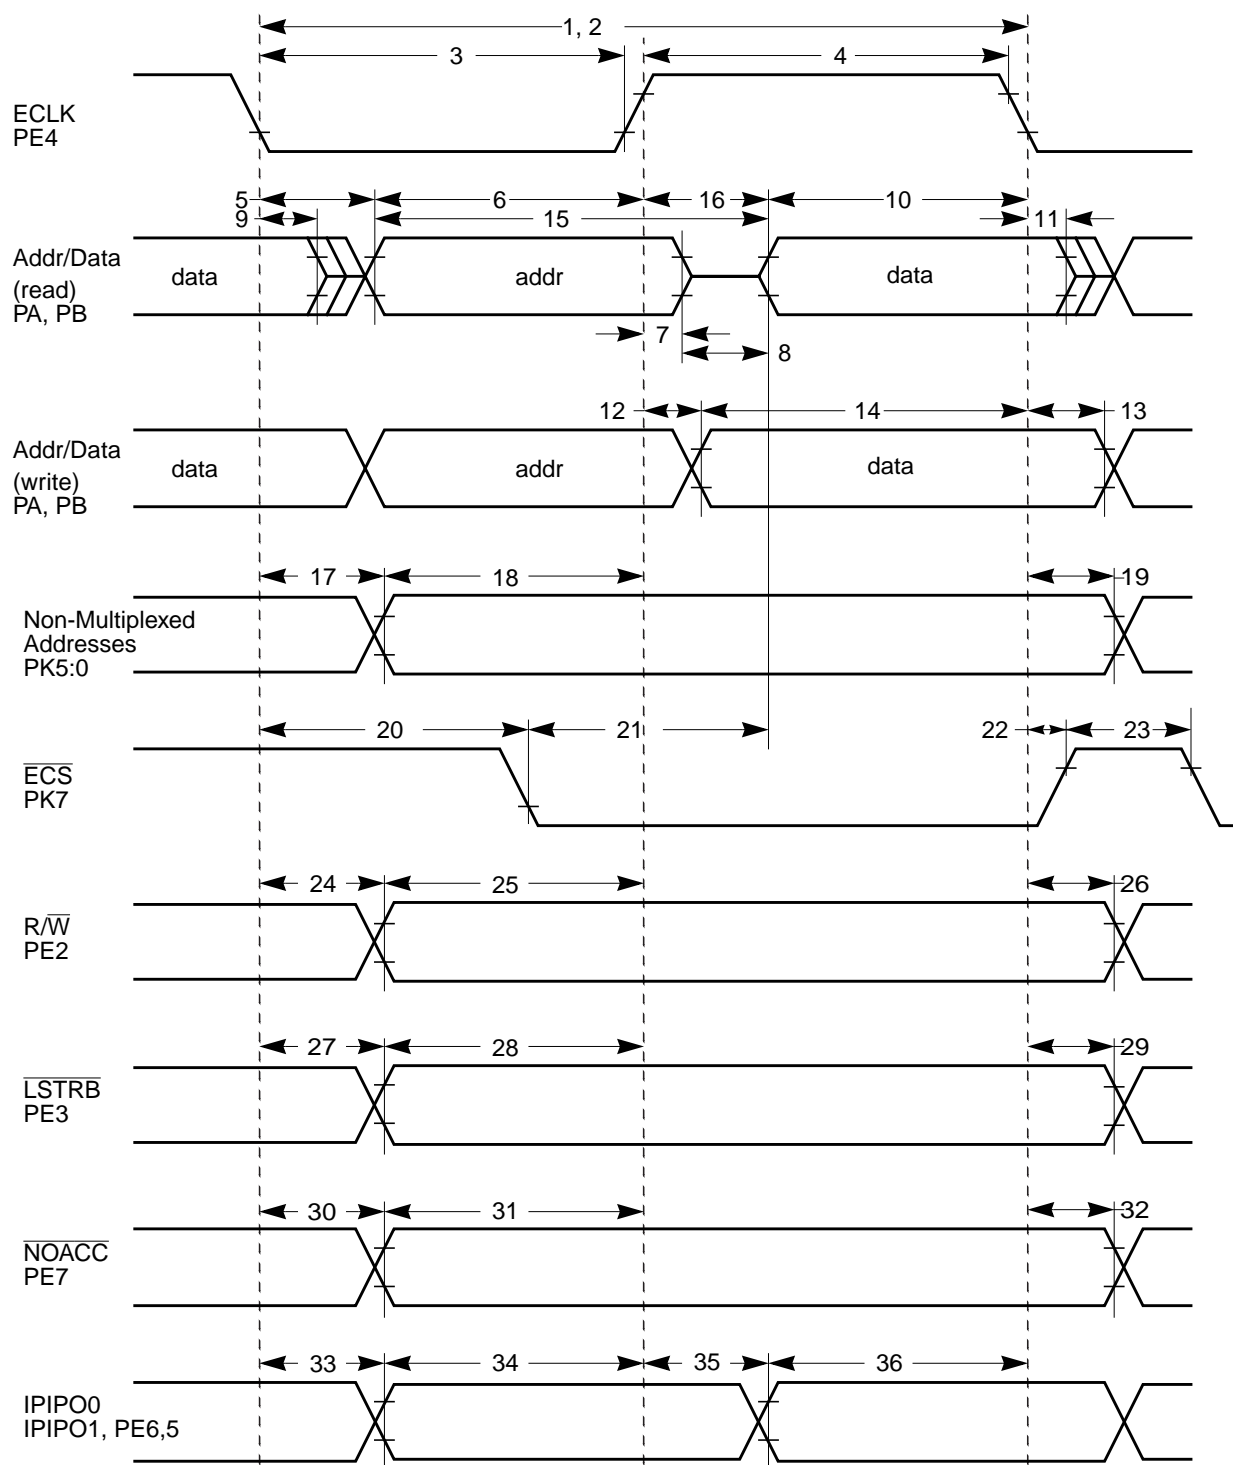 1, 2
3
4
ECLK
PE4
5
6
16
10
9
15
11
Addr/Data
(read)
PA, PB
data
addr
data
7
8
12
14
13
Addr/Data
(write)
PA, PB
data
addr
data
17
18
19
Non-Multiplexed
Addresses
PK5:0
20
21
22
23
ECS
PK7
24
25
26
R/W
PE2
27
28
29
LSTRB
PE3
30
31
32
NOACC
PE7
33
34
35
36
IPIPO0
IPIPO1, PE6,5